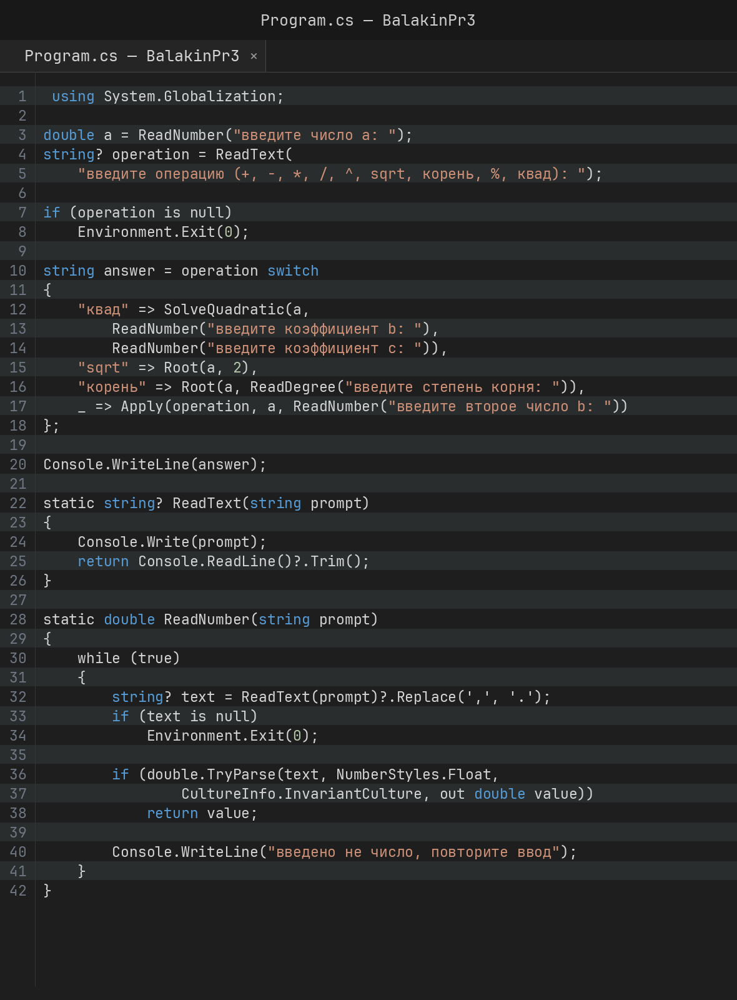 Program.cs — BalakinPr3
Program.cs — BalakinPr3 ×
1 using System.Globalization;
2
3 double a = ReadNumber("введите число a: ");
4 string? operation = ReadText(
5     "введите операцию (+, -, *, /, ^, sqrt, корень, %, квад): ");
6
7 if (operation is null)
8     Environment.Exit(0);
9
10 string answer = operation switch
11 {
12     "квад" => SolveQuadratic(a,
13         ReadNumber("введите коэффициент b: "),
14         ReadNumber("введите коэффициент c: ")),
15     "sqrt" => Root(a, 2),
16     "корень" => Root(a, ReadDegree("введите степень корня: ")),
17     _ => Apply(operation, a, ReadNumber("введите второе число b: "))
18 };
19
20 Console.WriteLine(answer);
21
22 static string? ReadText(string prompt)
23 {
24     Console.Write(prompt);
25     return Console.ReadLine()?.Trim();
26 }
27
28 static double ReadNumber(string prompt)
29 {
30     while (true)
31     {
32         string? text = ReadText(prompt)?.Replace(',', '.');
33         if (text is null)
34             Environment.Exit(0);
35
36         if (double.TryParse(text, NumberStyles.Float,
37                 CultureInfo.InvariantCulture, out double value))
38             return value;
39
40         Console.WriteLine("введено не число, повторите ввод");
41     }
42 }